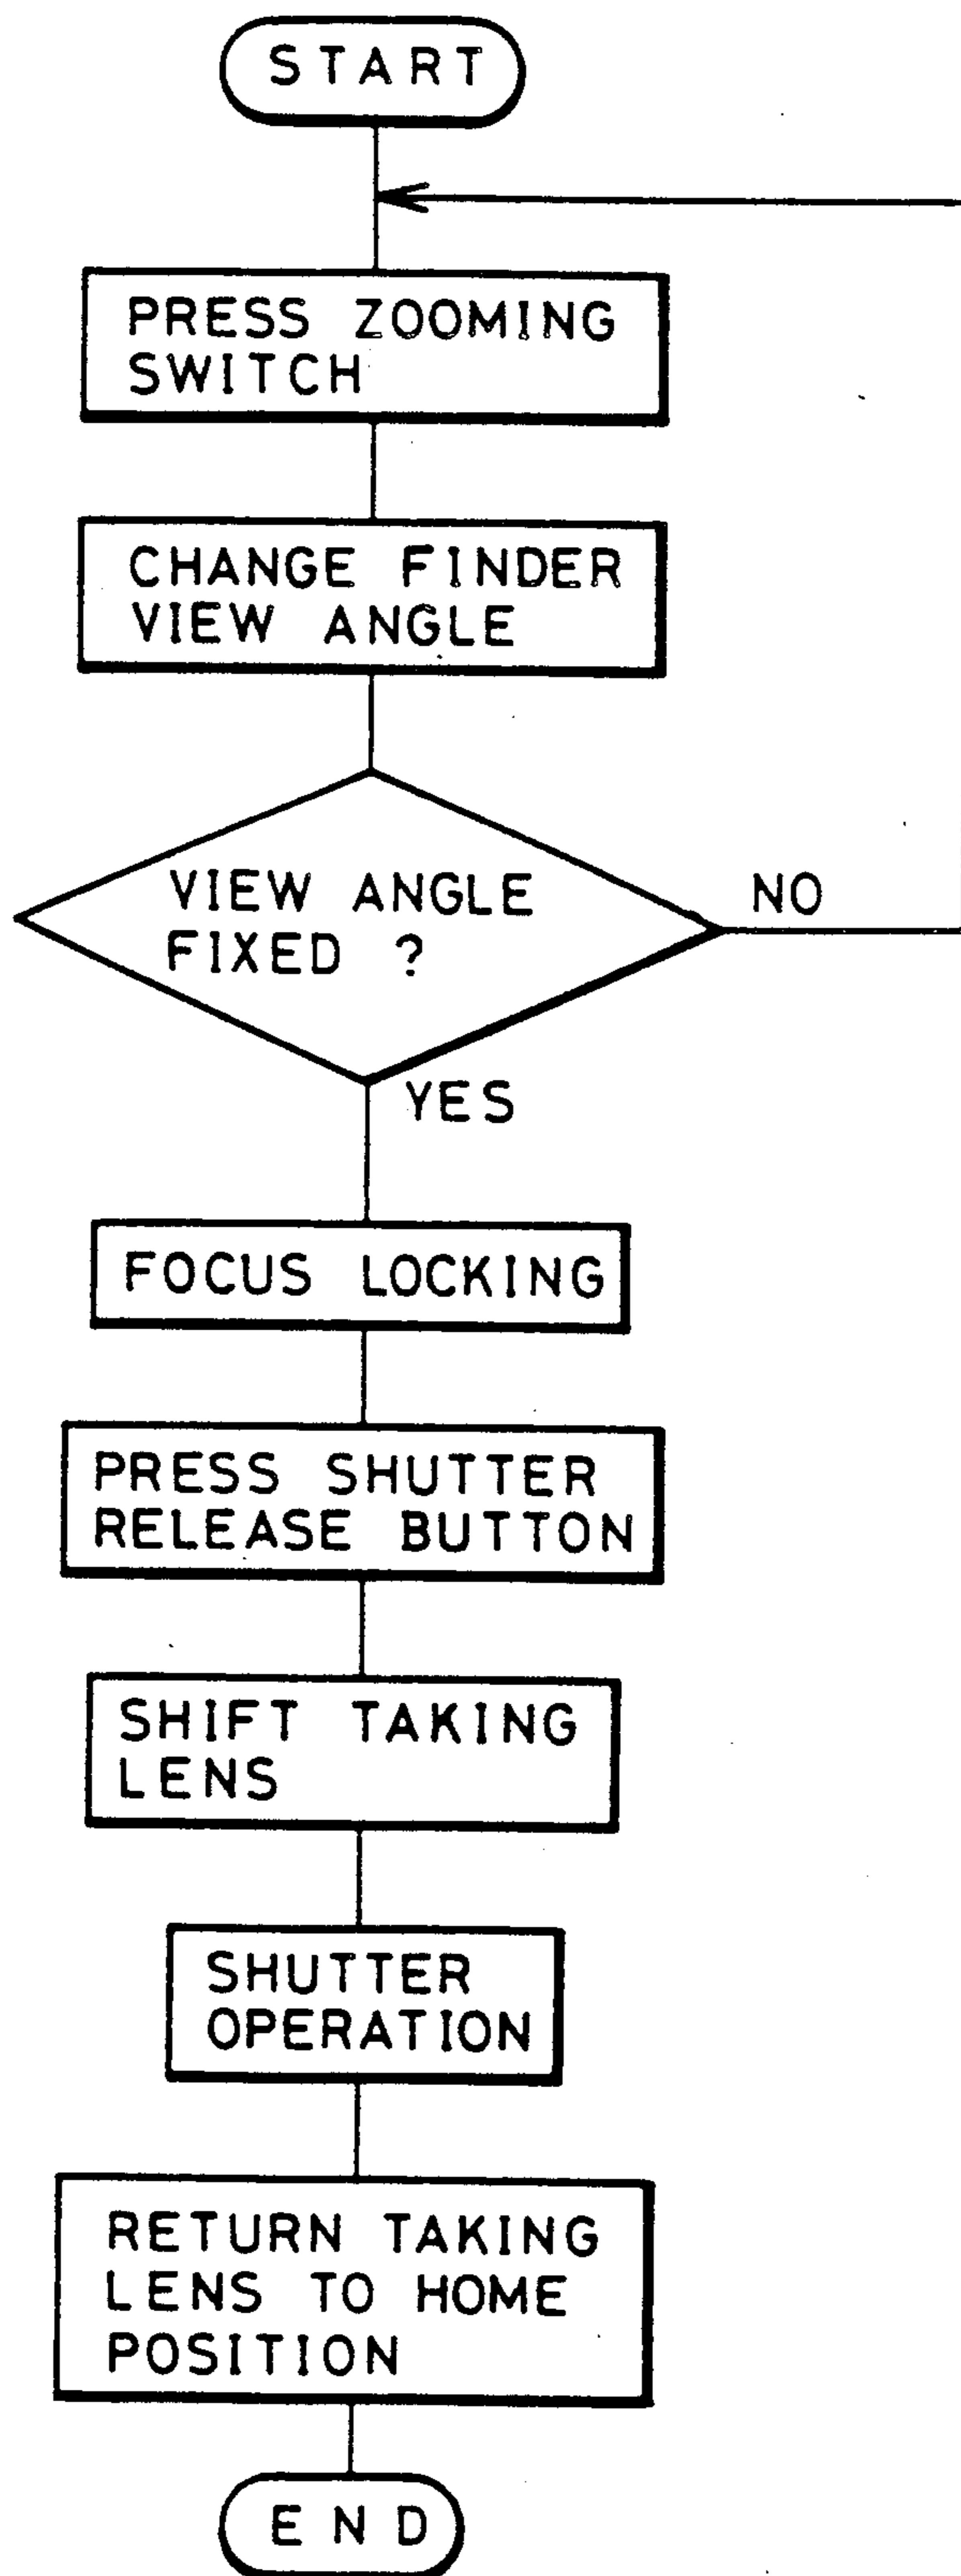 START
PRESS ZOOMING
SWITCH
CHANGE FINDER
VIEW ANGLE
VIEW ANGLE
FIXED ?
NO
YES
FOCUS LOCKING
PRESS SHUTTER
RELEASE BUTTON
SHIFT TAKING
LENS
SHUTTER
OPERATION
RETURN TAKING
LENS TO HOME
POSITION
END